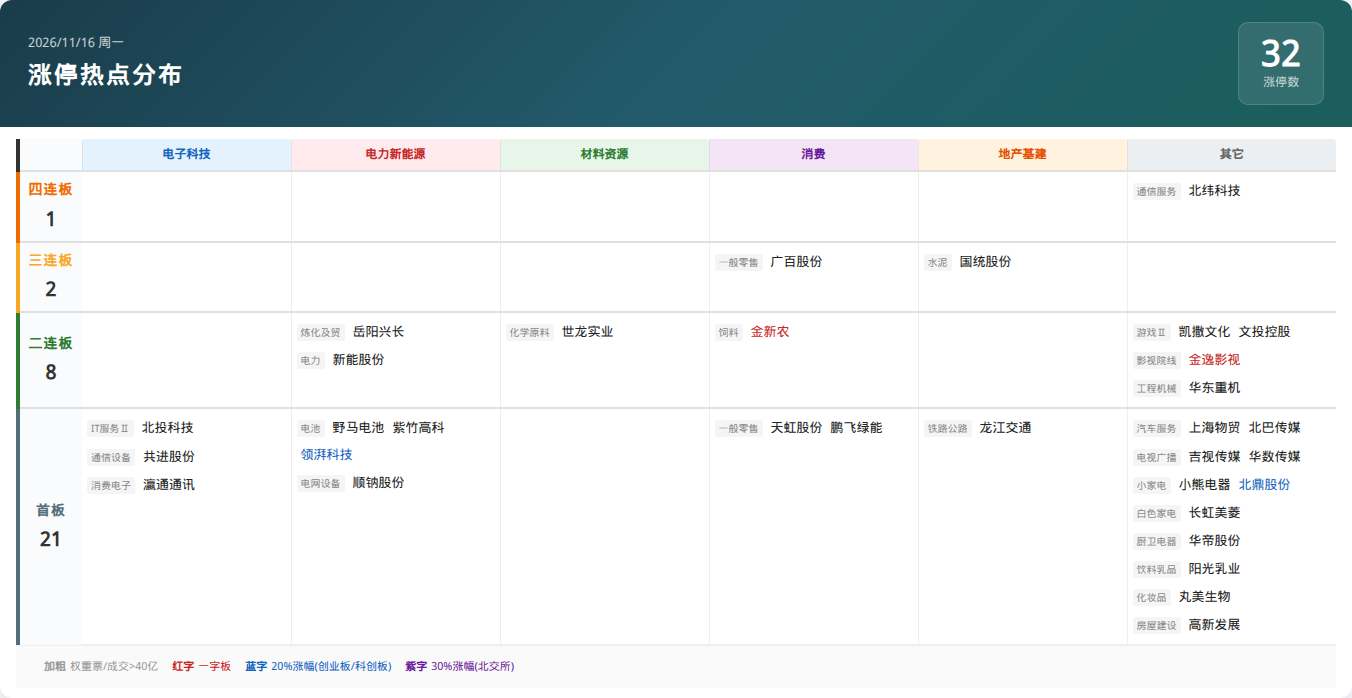 2026/11/16 周一
涨停热点分布
32
涨停数
电子科技 电力新能源 材料资源 消费 地产基建 其它
四连板
1
通信服务 北纬科技
三连板
2
一般零售 广百股份
水泥 国统股份
二连板
8
炼化及贸 岳阳兴长
电力 新能股份
化学原料 世龙实业
饲料 金新农
游戏Ⅱ 凯撒文化 文投控股
影视院线 金逸影视
工程机械 华东重机
首板
21
IT服务Ⅱ 北投科技
通信设备 共进股份
消费电子 瀛通通讯
电池 野马电池 紫竹高科
领湃科技
电网设备 顺钠股份
一般零售 天虹股份 鹏飞绿能
铁路公路 龙江交通
汽车服务 上海物贸 北巴传媒
电视广播 吉视传媒 华数传媒
小家电 小熊电器 北鼎股份
白色家电 长虹美菱
厨卫电器 华帝股份
饮料乳品 阳光乳业
化妆品 丸美生物
房屋建设 高新发展
加粗 权重票/成交>40亿 红字 一字板 蓝字 20%涨幅(创业板/科创板) 紫字 30%涨幅(北交所)